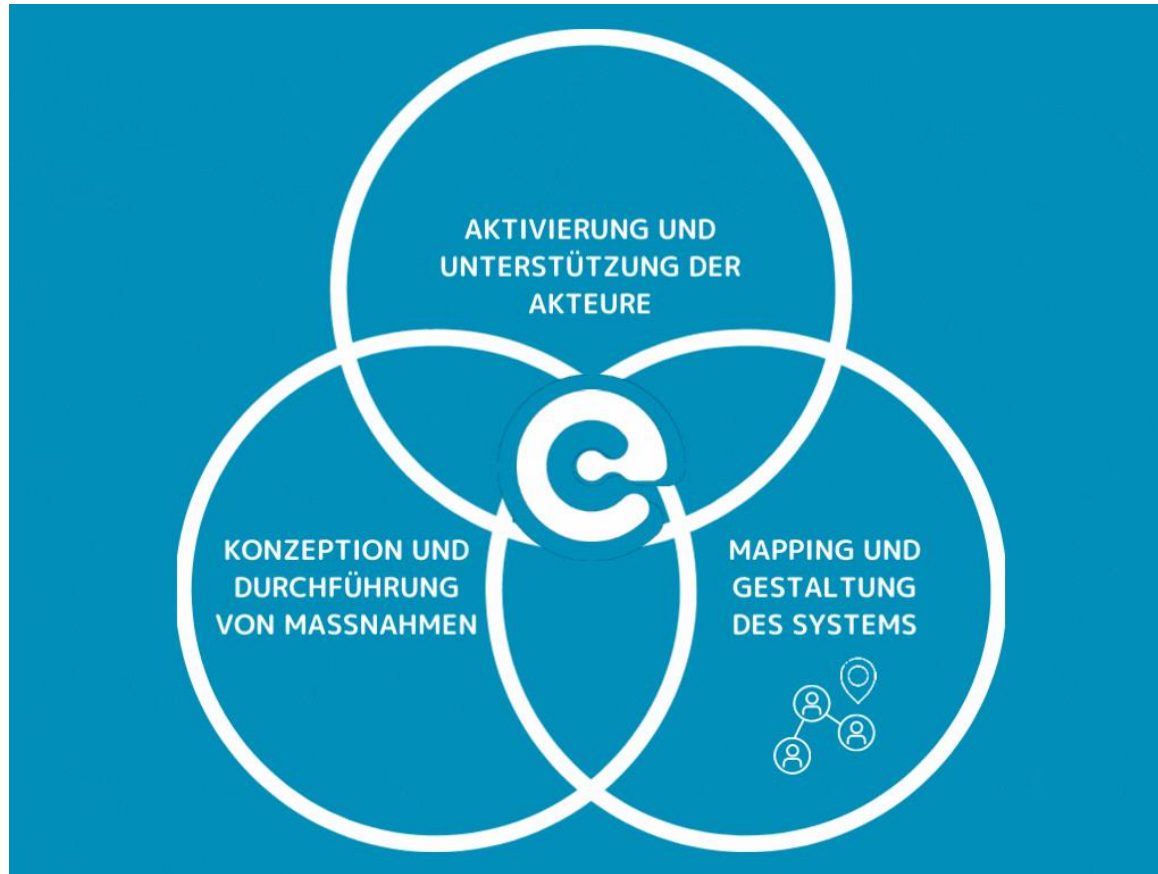 AKTIVIERUNG UND
UNTERSTÜTZUNG DER
AKTEURE
KONZEPTION UND
DURCHFÜHRUNG
VON MASSNAHMEN
MAPPING UND
GESTALTUNG
DES SYSTEMS